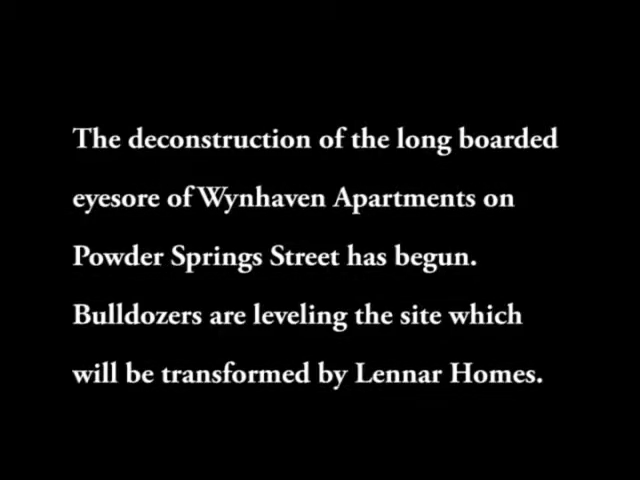 The deconstruction of the long boarded
eyesore of Wynhaven Apartments on
Powder Springs Street has begun.
Bulldozers are leveling the site which
will be transformed by Lennar Homes.